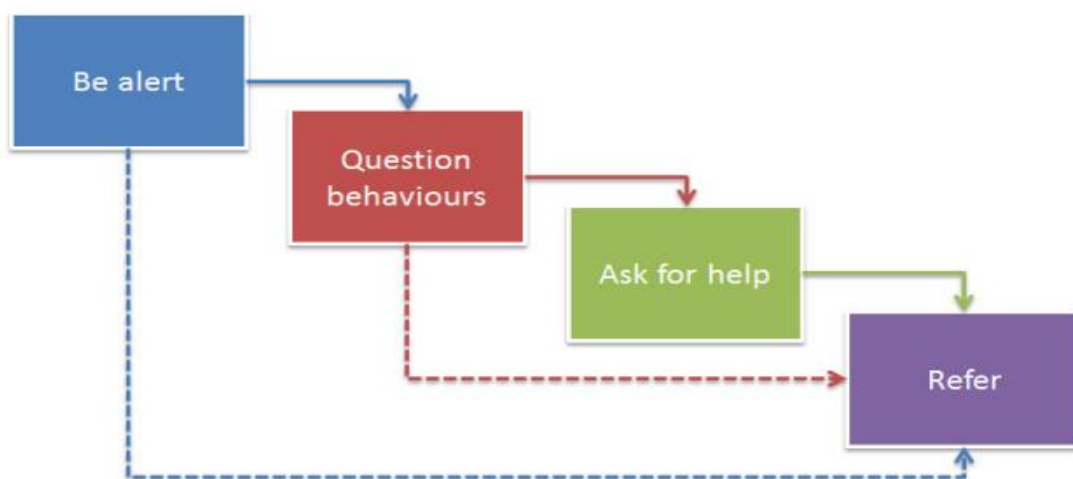 Be alert
Question
behaviours
Ask for help
Refer